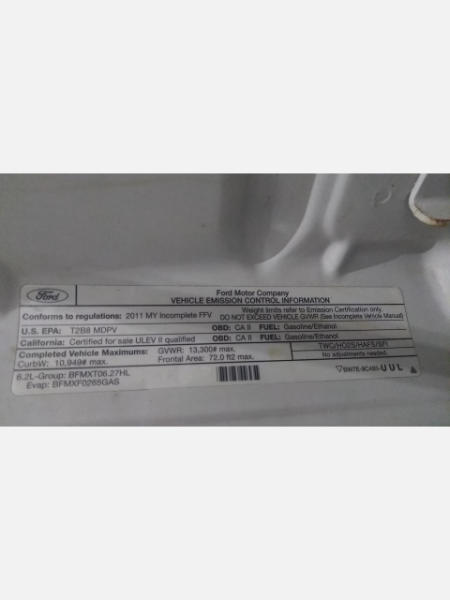 Ford
Ford Motor Company
VEHICLE EMISSION CONTROL INFORMATION
Conforms to regulations: 2011 MY Incomplete FFV
Weight limits refer to Emission Certification only.
DO NOT EXCEED VEHICLE GVWR (See Incomplete Vehicle Manual)
U.S. EPA: T2B8 MDPV OBD: CA II FUEL: Gasoline/Ethanol
California: Certified for sale ULEV II qualified OBD: CA II FUEL: Gasoline/Ethanol
Completed Vehicle Maximums: GVWR: 13,300# max.
CurbW: 10,949# max. Frontal Area: 72.0 ft2 max.
TWC/HO2S/HAFS/SFI
No adjustments needed.
6.2L-Group: BFMXT06.27HL
Evap: BFMXF0265GAS
UUL